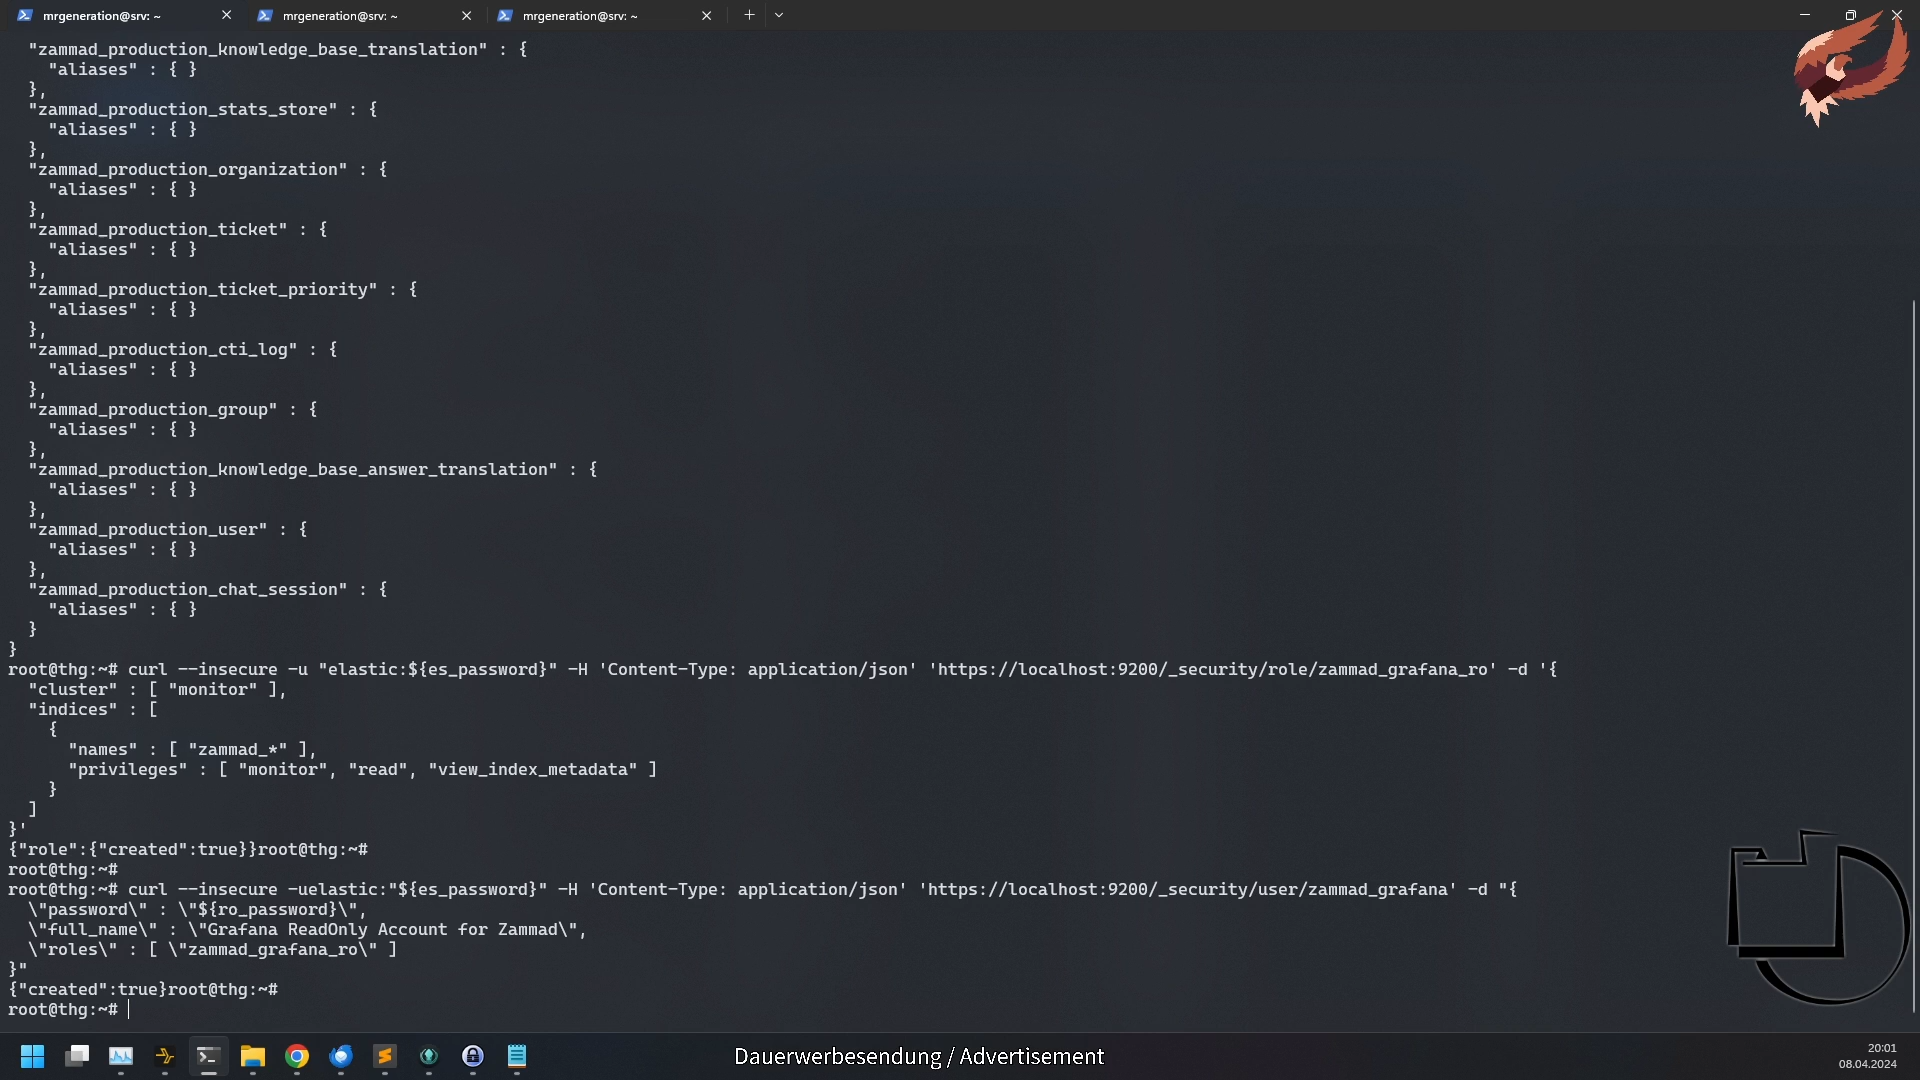 mrgeneration@srv: ~
mrgeneration@srv: ~
mrgeneration@srv: ~
  "zammad_production_knowledge_base_translation" : {
    "aliases" : { }
  },
  "zammad_production_stats_store" : {
    "aliases" : { }
  },
  "zammad_production_organization" : {
    "aliases" : { }
  },
  "zammad_production_ticket" : {
    "aliases" : { }
  },
  "zammad_production_ticket_priority" : {
    "aliases" : { }
  },
  "zammad_production_cti_log" : {
    "aliases" : { }
  },
  "zammad_production_group" : {
    "aliases" : { }
  },
  "zammad_production_knowledge_base_answer_translation" : {
    "aliases" : { }
  },
  "zammad_production_user" : {
    "aliases" : { }
  },
  "zammad_production_chat_session" : {
    "aliases" : { }
  }
}
root@thg:~# curl --insecure -u "elastic:${es_password}" -H 'Content-Type: application/json' 'https://localhost:9200/_security/role/zammad_grafana_ro' -d '{
  "cluster" : [ "monitor" ],
  "indices" : [
    {
      "names" : [ "zammad_*" ],
      "privileges" : [ "monitor", "read", "view_index_metadata" ]
    }
  ]
}'
{"role":{"created":true}}root@thg:~#
root@thg:~#
root@thg:~# curl --insecure -uelastic:"${es_password}" -H 'Content-Type: application/json' 'https://localhost:9200/_security/user/zammad_grafana' -d "{
  \"password\" : \"${ro_password}\",
  \"full_name\" : \"Grafana ReadOnly Account for Zammad\",
  \"roles\" : [ \"zammad_grafana_ro\" ]
}"
{"created":true}root@thg:~#
root@thg:~#
Dauerwerbesendung / Advertisement
20:01
08.04.2024